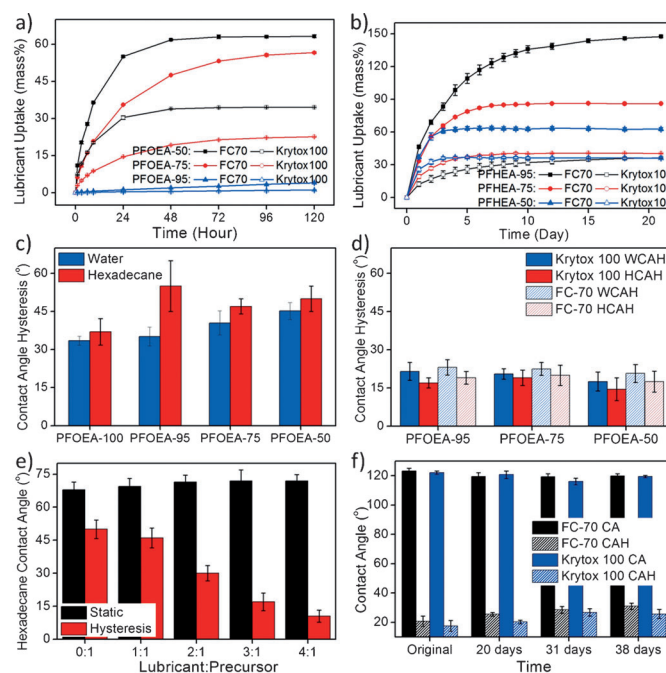 a)
Lubricant Uptake (mass%)
60
45
30
15
0
PFOEA-50: FC70 Krytox100
PFOEA-75: FC70 Krytox100
PFOEA-95: FC70 Krytox100
0 24 48 72 96 120
Time (Hour)
b)
Lubricant Uptake (mass%)
150
120
90
60
30
0
PFHEA-95: FC70 Krytox10
PFHEA-75: FC70 Krytox10
PFHEA-50: FC70 Krytox10
0 5 10 15 20
Time (Day)
c)
Contact Angle Hysteresis (°)
60
45
30
15
0
Water
Hexadecane
PFOEA-100 PFOEA-95 PFOEA-75 PFOEA-50
d)
Contact Angle Hysteresis (°)
60
45
30
15
0
Krytox 100 WCAH
Krytox 100 HCAH
FC-70 WCAH
FC-70 HCAH
PFOEA-95 PFOEA-75 PFOEA-50
e)
Hexadecane Contact Angle (°)
75
60
45
30
15
0
Static
Hysteresis
0:1 1:1 2:1 3:1 4:1
Lubricant:Precursor
f)
Contact Angle (°)
120
100
80
60
40
20
FC-70 CA
FC-70 CAH
Krytox 100 CA
Krytox 100 CAH
Original 20 days 31 days 38 days
Time